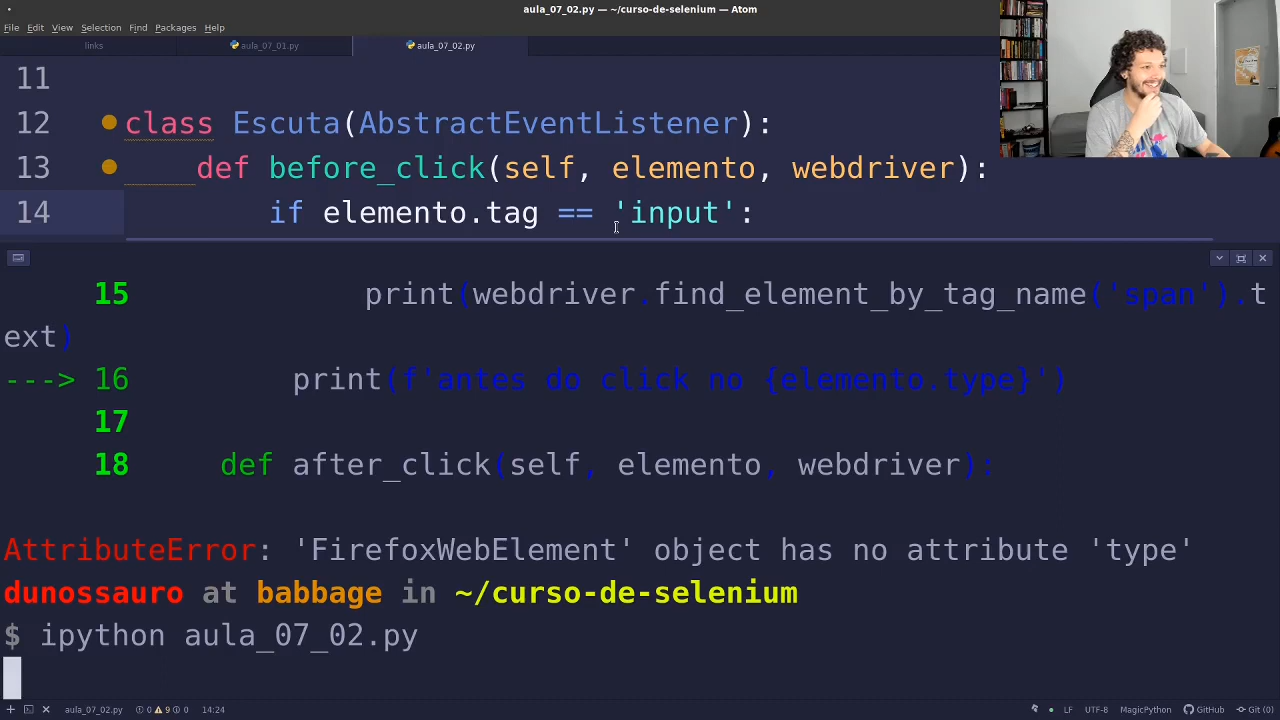 aula_07_02.py — ~/curso-de-selenium — Atom
File Edit View Selection Find Packages Help
links aula_07_01.py aula_07_02.py
11
12 class Escuta(AbstractEventListener):
13 def before_click(self, elemento, webdriver):
14 if elemento.tag == 'input':
15 print(webdriver.find_element_by_tag_name('span').t
ext)
---> 16 print(f'antes do click no {elemento.type}')
17
18 def after_click(self, elemento, webdriver):
AttributeError: 'FirefoxWebElement' object has no attribute 'type'
dunossauro at babbage in ~/curso-de-selenium
$ ipython aula_07_02.py
aula_07_02.py 0 9 0 14:24 LF UTF-8 MagicPython GitHub Git (0)